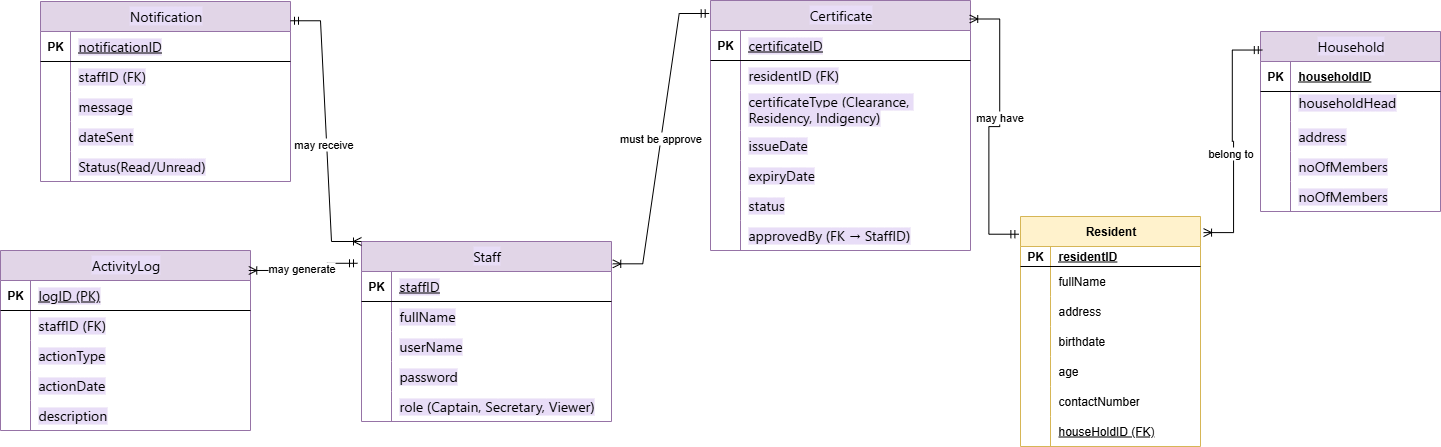 Notification
PK notificationID
staffID (FK)
message
dateSent
Status(Read/Unread)
may receive
ActivityLog
PK logID (PK)
staffID (FK)
actionType
actionDate
description
may generate
Staff
PK staffID
fullName
userName
password
role (Captain, Secretary, Viewer)
must be approve
Certificate
PK certificateID
residentID (FK)
certificateType (Clearance,
Residency, Indigency)
issueDate
expiryDate
status
approvedBy (FK → StaffID)
may have
Resident
PK residentID
fullName
address
birthdate
age
contactNumber
houseHoldID (FK)
belong to
Household
PK householdID
householdHead
address
noOfMembers
noOfMembers